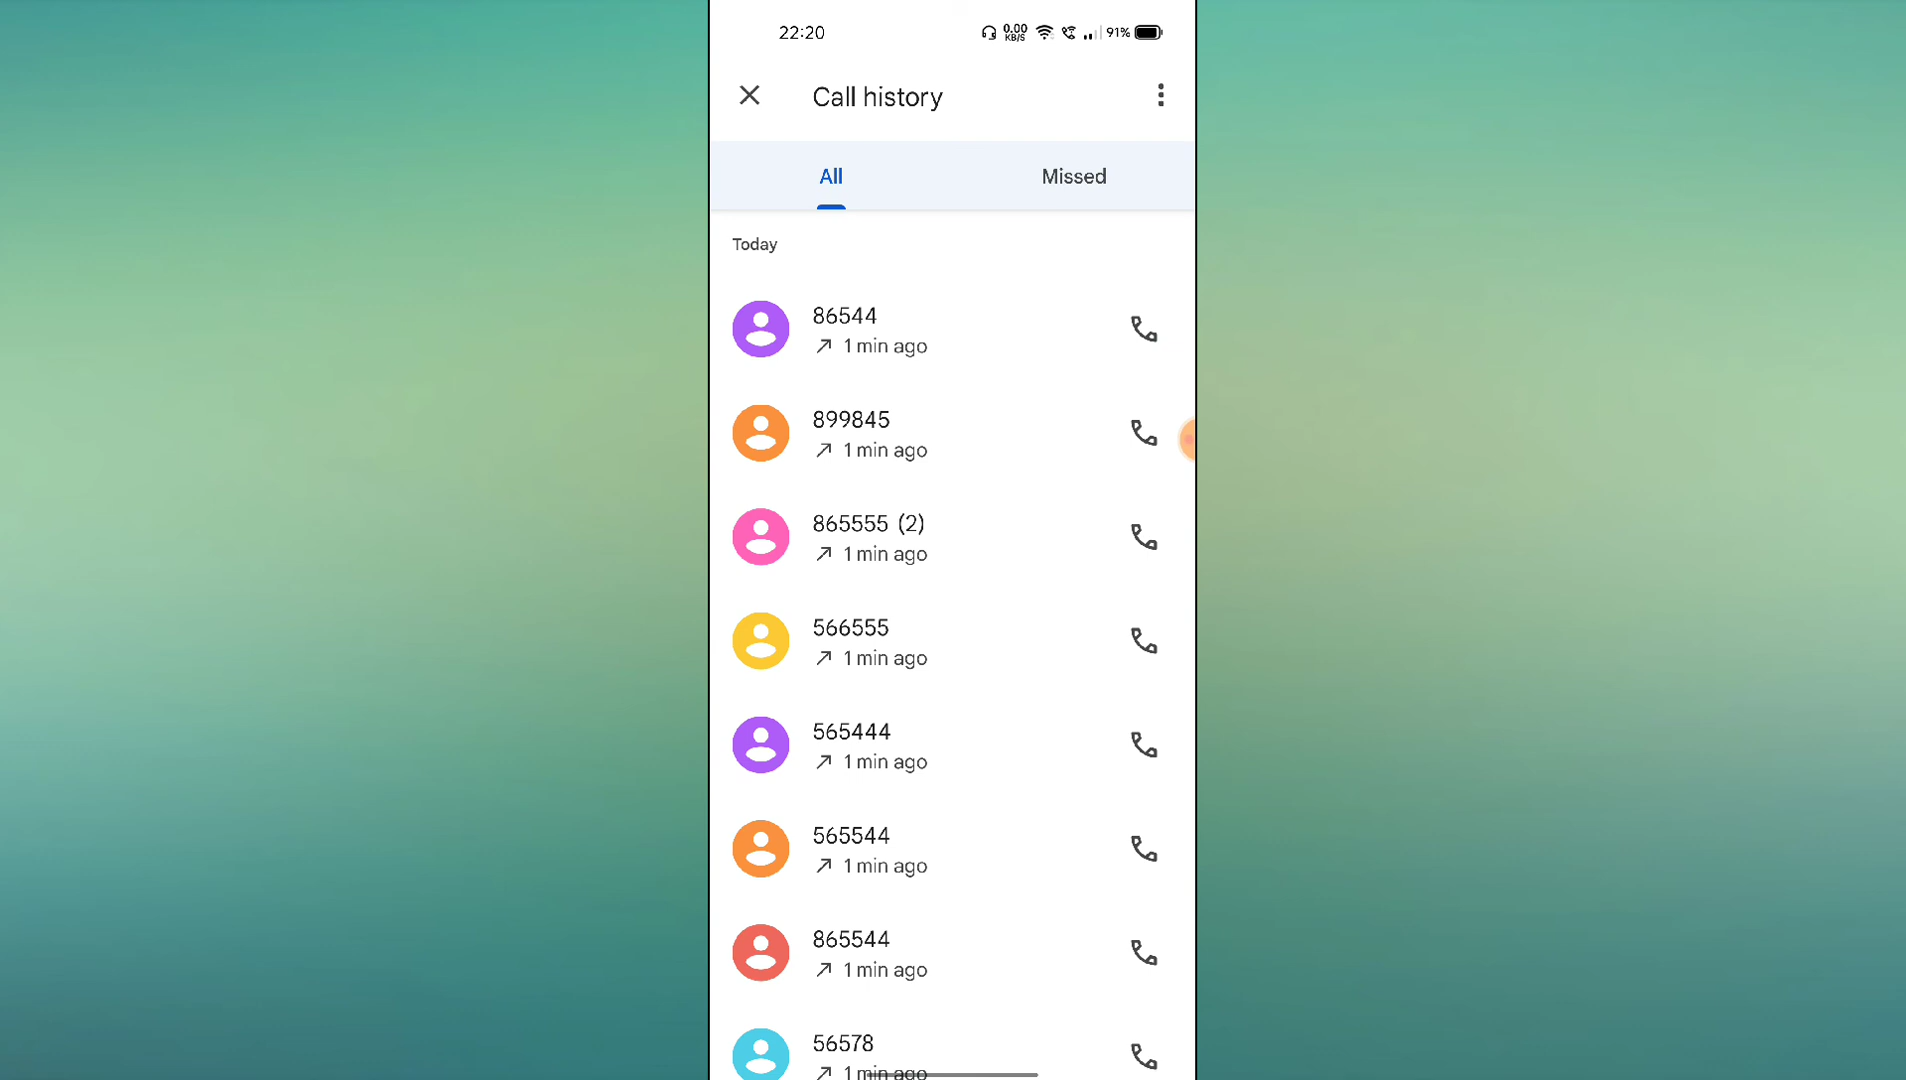 22:20 0.00 KB/S 91%
Call history
All Missed
Today
86544
1 min ago
899845
1 min ago
865555 (2)
1 min ago
566555
1 min ago
565444
1 min ago
565544
1 min ago
865544
1 min ago
56578
1 min ago